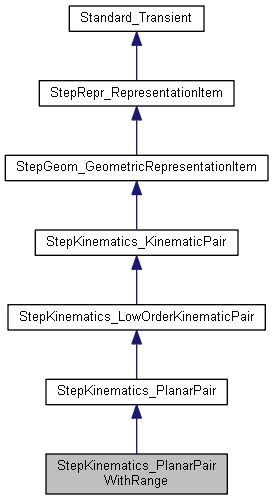 Standard_Transient
StepRepr_RepresentationItem
StepGeom_GeometricRepresentationItem
StepKinematics_KinematicPair
StepKinematics_LowOrderKinematicPair
StepKinematics_PlanarPair
StepKinematics_PlanarPair
WithRange